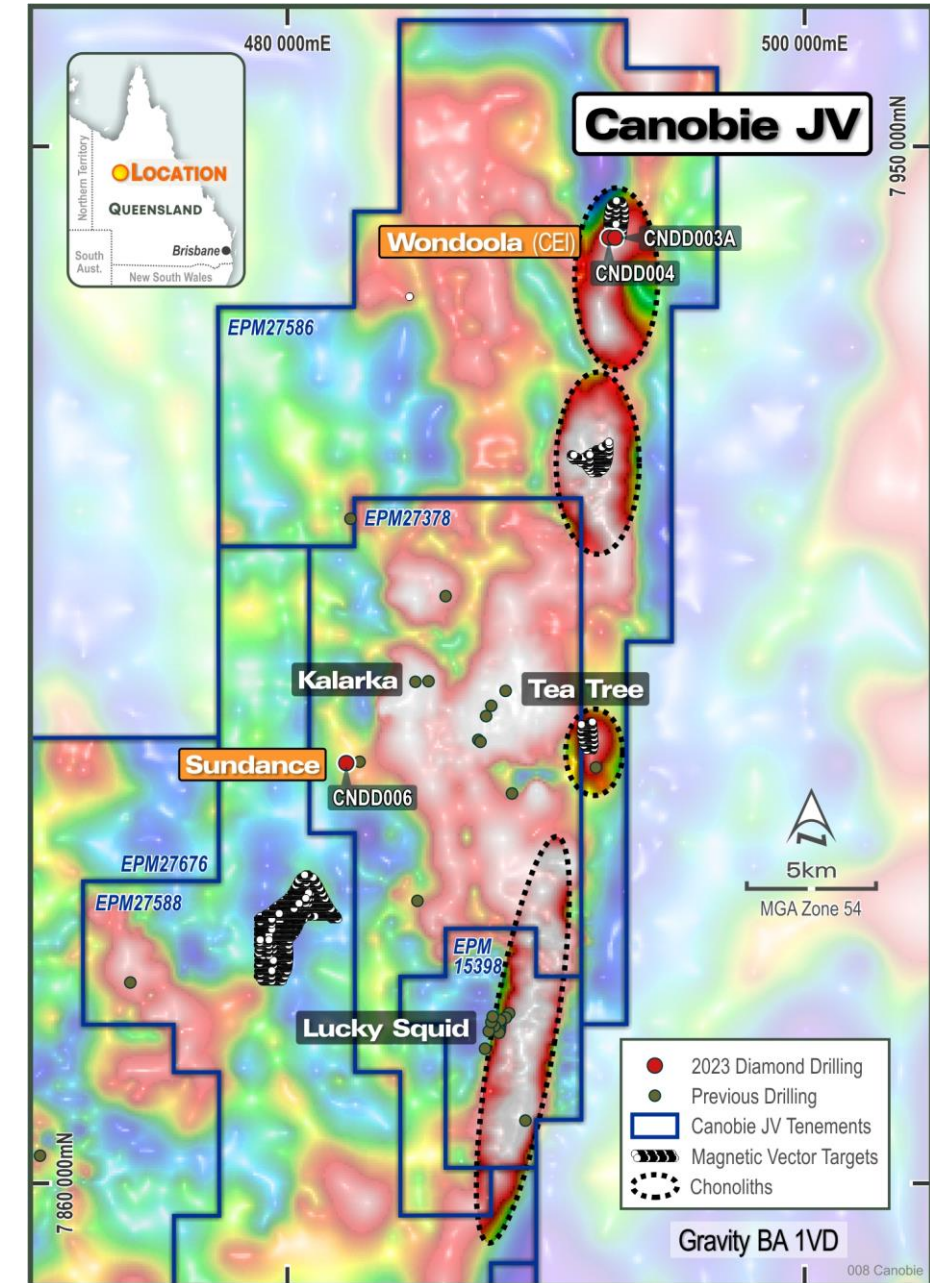 480 000mE
500 000mE
Canobie JV
7 950 000mN
LOCATION
QUEENSLAND
Northern Territory
Brisbane
South
Aust.
New South Wales
Wondoola (CEI)
CNDD003A
CNDD004
EPM27586
EPM27378
Kalarka
Tea Tree
Sundance
CNDD006
EPM27676
EPM27588
EPM
15398
Lucky Squid
N
5km
MGA Zone 54
2023 Diamond Drilling
Previous Drilling
Canobie JV Tenements
Magnetic Vector Targets
Chonoliths
7 860 000mN
Gravity BA 1VD
008 Canobie